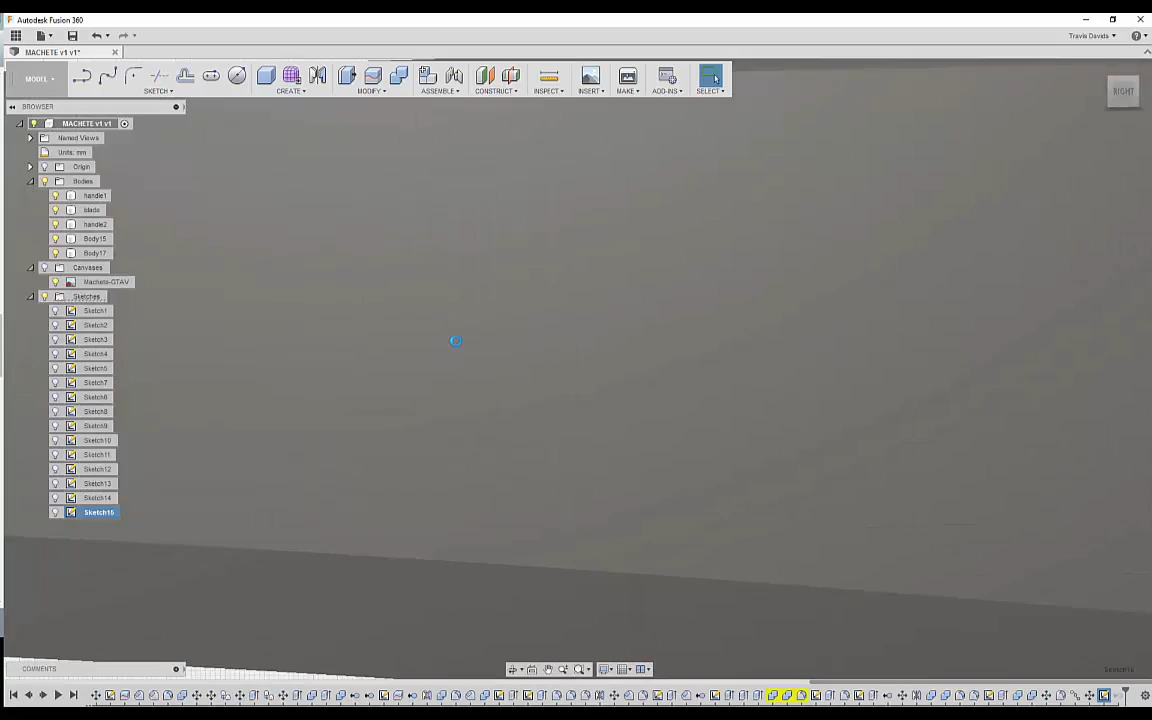 Autodesk Fusion 360
Travis Davids
MACHETE v1 v1*
MODEL
SKETCH
CREATE
MODIFY
ASSEMBLE
CONSTRUCT
INSPECT
INSERT
MAKE
ADD-INS
SELECT
RIGHT
BROWSER
MACHETE v1 v1
Named Views
Units: mm
Origin
Bodies
handle1
blade
handle2
Body15
Body17
Canvases
Machete-GTAV
Sketches
Sketch1
Sketch2
Sketch3
Sketch4
Sketch5
Sketch7
Sketch6
Sketch8
Sketch9
Sketch10
Sketch11
Sketch12
Sketch13
Sketch14
Sketch15
COMMENTS